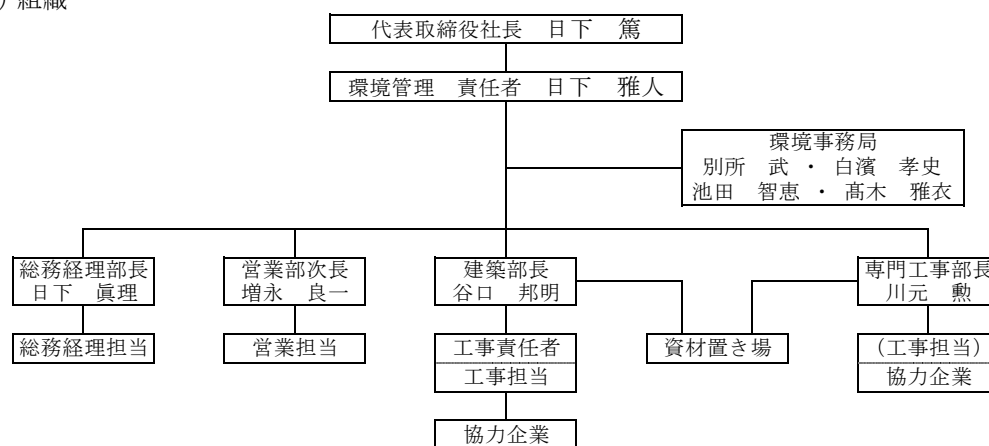 ）組織
代表取締役社長　日下　篤
環境管理　責任者　日下　雅人
環境事務局
別所　武　・　白濱　孝史
池田　智恵　・　髙木　雅衣
総務経理部長
日下　眞理
営業部次長
増永　良一
建築部長
谷口　邦明
専門工事部長
川元　勲
総務経理担当
営業担当
工事責任者
工事担当
資材置き場
（工事担当）
協力企業
協力企業